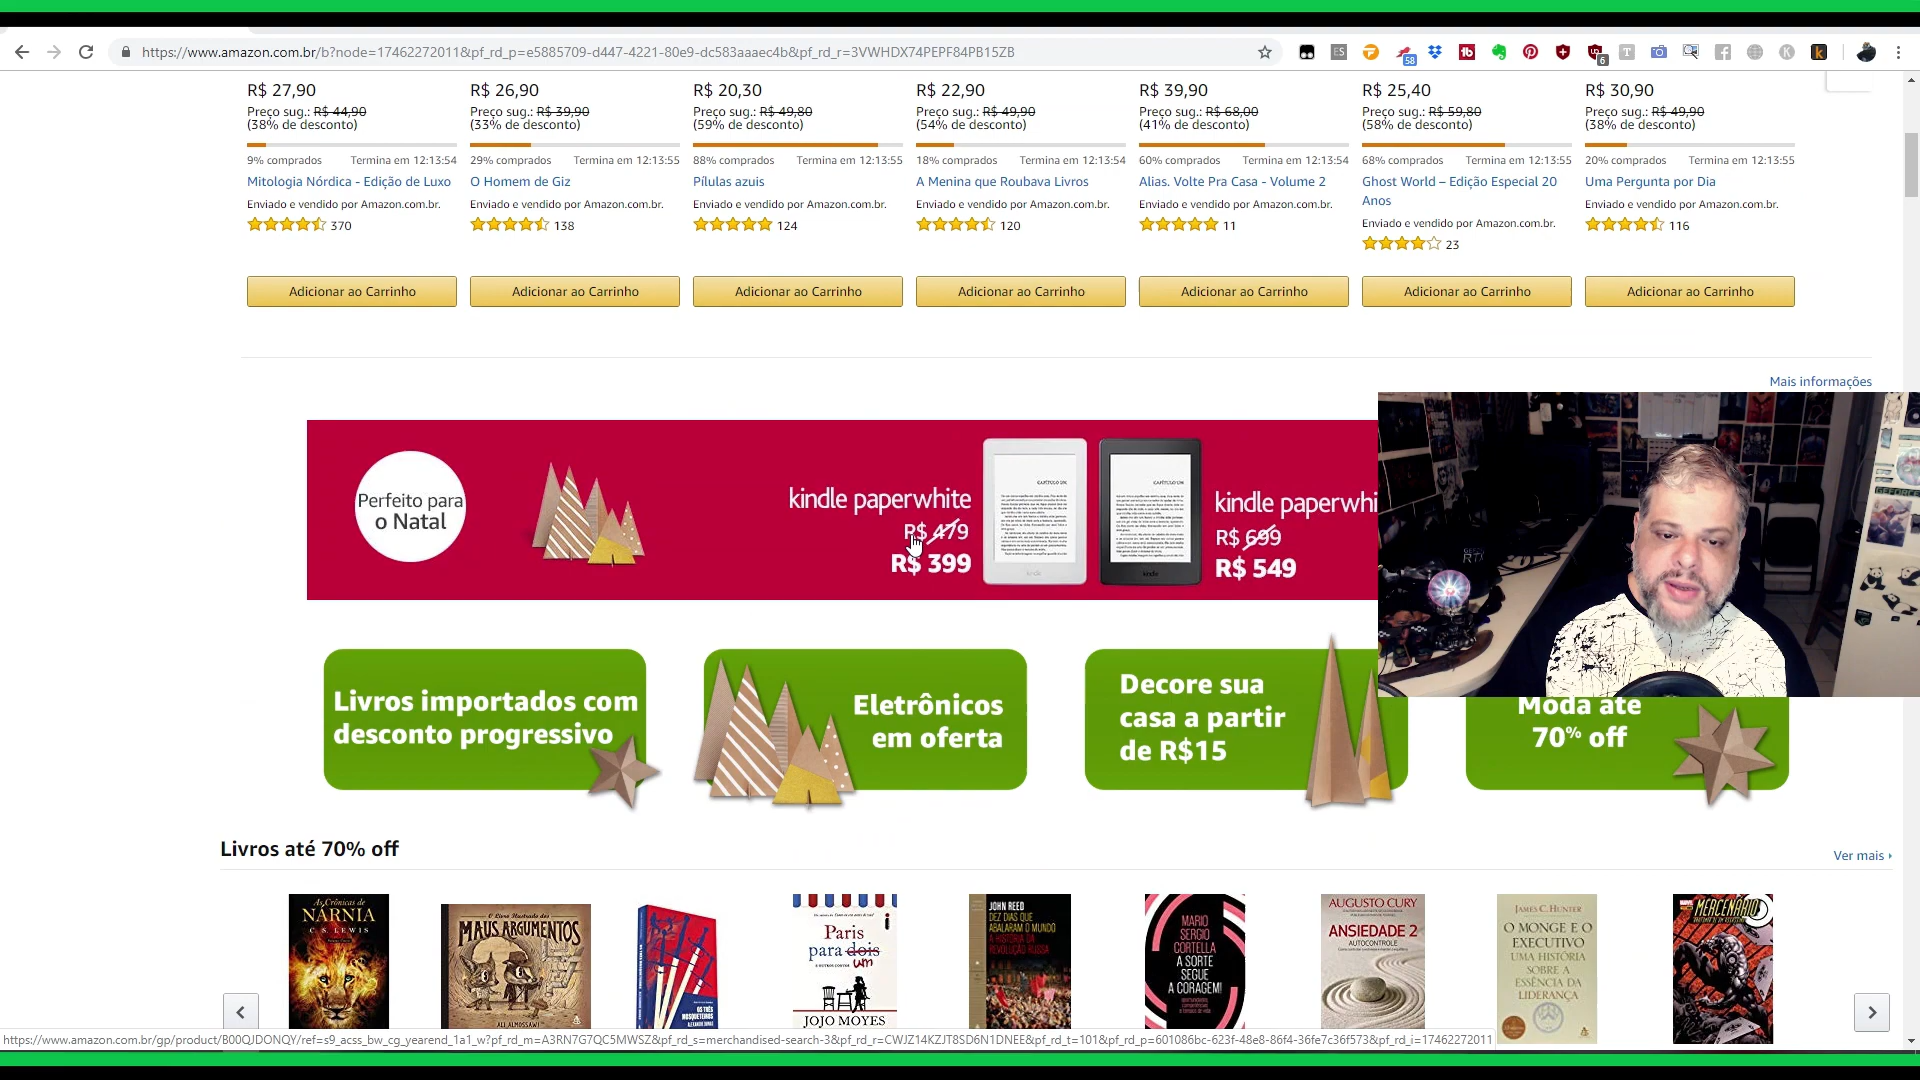 https://www.amazon.com.br/b?node=17462272011&pf_rd_p=e5885709-d447-4221-80e9-dc583aaaec4b&pf_rd_r=3VWHDX74PEPF84PB15ZB
R$ 27,90
Preço sug.: R$ 44,90
(38% de desconto)
9% comprados Termina em 12:13:54
Mitologia Nórdica - Edição de Luxo
Enviado e vendido por Amazon.com.br.
370
Adicionar ao Carrinho
R$ 26,90
Preço sug.: R$ 39,90
(33% de desconto)
29% comprados Termina em 12:13:55
O Homem de Giz
Enviado e vendido por Amazon.com.br.
138
Adicionar ao Carrinho
R$ 20,30
Preço sug.: R$ 49,80
(59% de desconto)
88% comprados Termina em 12:13:55
Pílulas azuis
Enviado e vendido por Amazon.com.br.
124
Adicionar ao Carrinho
R$ 22,90
Preço sug.: R$ 49,90
(54% de desconto)
18% comprados Termina em 12:13:54
A Menina que Roubava Livros
Enviado e vendido por Amazon.com.br.
120
Adicionar ao Carrinho
R$ 39,90
Preço sug.: R$ 68,00
(41% de desconto)
60% comprados Termina em 12:13:54
Alias. Volte Pra Casa - Volume 2
Enviado e vendido por Amazon.com.br.
11
Adicionar ao Carrinho
R$ 25,40
Preço sug.: R$ 59,80
(58% de desconto)
68% comprados Termina em 12:13:55
Ghost World – Edição Especial 20
Anos
Enviado e vendido por Amazon.com.br.
23
Adicionar ao Carrinho
R$ 30,90
Preço sug.: R$ 49,90
(38% de desconto)
20% comprados Termina em 12:13:55
Uma Pergunta por Dia
Enviado e vendido por Amazon.com.br.
116
Adicionar ao Carrinho
Mais informações
Perfeito para
o Natal
kindle paperwhite
R$ 479
R$ 399
CAPÍTULO UM
kindle
CAPÍTULO UM
kindle
kindle paperwhi
R$ 699
R$ 549
GEFORCE
RTX
Livros importados com
desconto progressivo
Eletrônicos
em oferta
Decore sua
casa a partir
de R$15
Moda até
70% off
Livros até 70% off
Ver mais
As Crônicas de
NÁRNIA
C. S. LEWIS
O Livro Ilustrado dos
MAUS ARGUMENTOS
ALI ALMOSSAWI
OS TRÊS
MOSQUETEIROS
Paris
para dois
um
E OUTROS CONTOS
JOJO MOYES
JOHN REED
DEZ DIAS QUE
ABALARAM O MUNDO
A HISTÓRIA DA
REVOLUÇÃO RUSSA
MARIO
SERGIO
CORTELLA
A SORTE
SEGUE
A CORAGEM!
AUGUSTO CURY
ANSIEDADE 2
AUTOCONTROLE
JAMES C. HUNTER
O MONGE E O
EXECUTIVO
UMA HISTÓRIA
SOBRE A
ESSÊNCIA DA
LIDERANÇA
MERCENÁRIO
https://www.amazon.com.br/gp/product/B00QJDONQY/ref=s9_acss_bw_cg_yearend_1a1_w?pf_rd_m=A3RN7G7QC5MWSZ&pf_rd_s=merchandised-search-3&pf_rd_r=CWJZ14KZJT8SD6N1DNEE&pf_rd_t=101&pf_rd_p=601086bc-623f-48e8-86f4-36fe7c36f573&pf_rd_i=17462272011